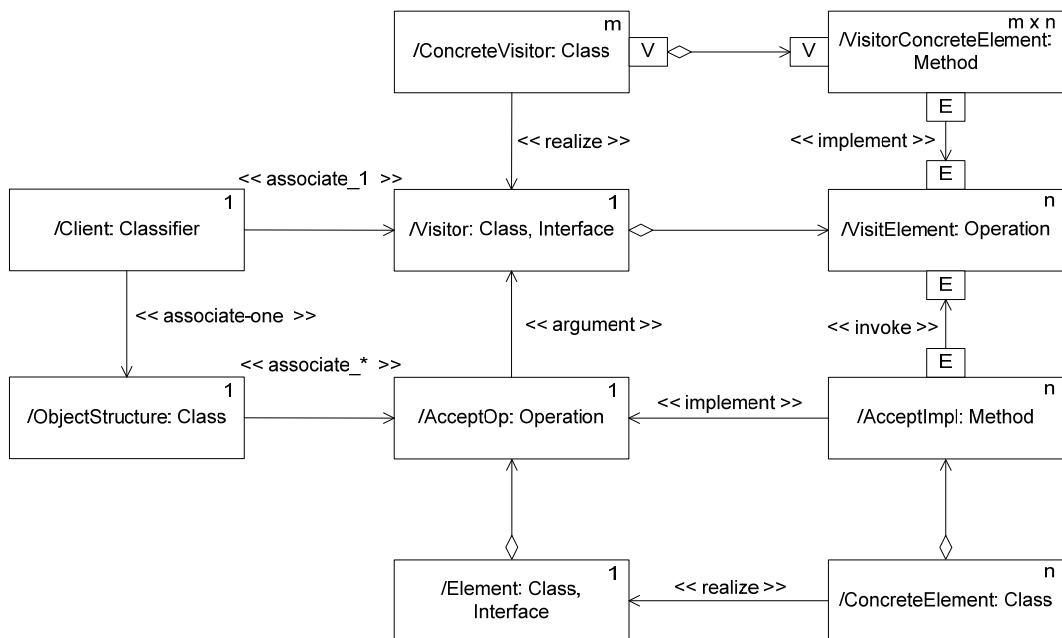 m
/ConcreteVisitor: Class
V
V
m x n
/VisitorConcreteElement:
Method
E
<< realize >>
<< implement >>
E
<< associate_1 >>
1
/Client: Classifier
1
/Visitor: Class, Interface
n
/VisitElement: Operation
E
<< associate-one >>
<< argument >>
<< invoke >>
E
<< associate_* >>
1
/ObjectStructure: Class
1
/AcceptOp: Operation
<< implement >>
n
/AcceptImpl: Method
1
/Element: Class,
Interface
<< realize >>
n
/ConcreteElement: Class